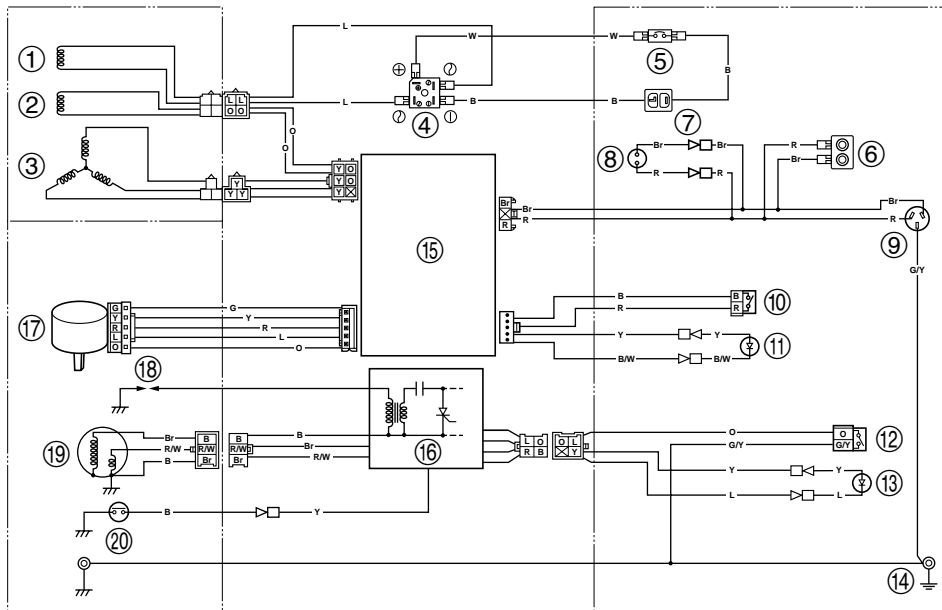 L
W
W
①
⑤
B
②
L L
O O
L
④
B
B
⑦
O
O
⑧
Br
Br
R
⑥
Br
R
R
③
Y
Y Y
Y O
Y O
Y
Br
R
Br
R
Br
R
⑨
G/Y
⑮
⑰
G
Y
R
L
O
G
Y
R
L
O
B
R
B
R
⑩
Y
Y
⑪
B/W
B/W
⑱
⑯
⑲
Br
R/W
B
B
R/W
Br
B
R/W
Br
B
Br
R/W
L O
R B
O L
Y
O
G/Y
O
G/Y
⑫
Y
Y
⑬
L
L
⑳
B
Y
⑭